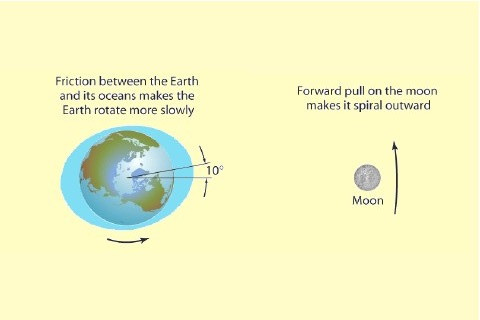 Friction between the Earth
and its oceans makes the
Earth rotate more slowly
Forward pull on the moon
makes it spiral outward
10°
Moon